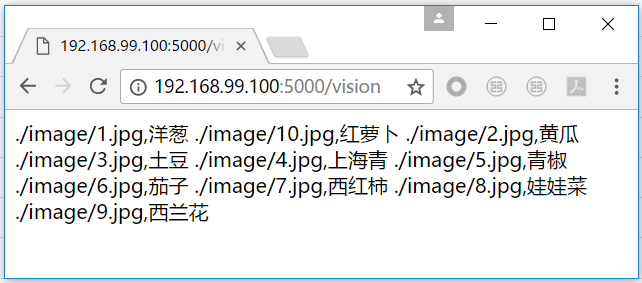 192.168.99.100:5000/vi
192.168.99.100:5000/vision
./image/1.jpg,洋葱 ./image/10.jpg,红萝卜 ./image/2.jpg,黄瓜
./image/3.jpg,土豆 ./image/4.jpg,上海青 ./image/5.jpg,青椒
./image/6.jpg,茄子 ./image/7.jpg,西红柿 ./image/8.jpg,娃娃菜
./image/9.jpg,西兰花